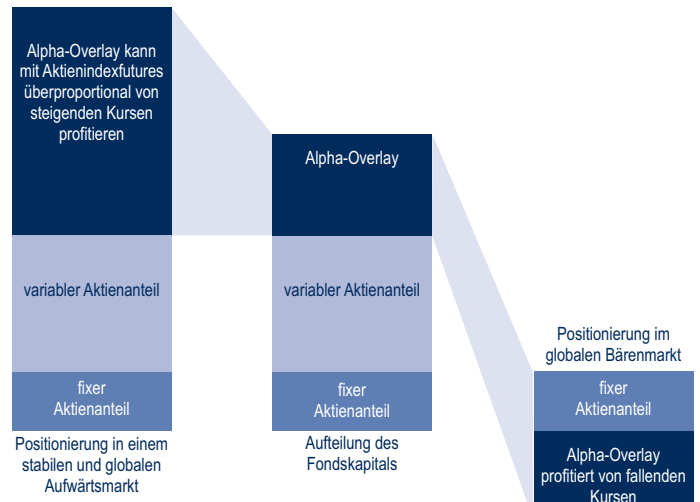 Alpha-Overlay kann
mit Aktienindexfutures
überproportional von
steigenden Kursen
profitieren
variabler Aktienanteil
fixer
Aktienanteil
Positionierung in einem
stabilen und globalen
Aufwärtsmarkt
Alpha-Overlay
variabler Aktienanteil
fixer
Aktienanteil
Aufteilung des
Fondskapitals
Positionierung im
globalen Bärenmarkt
fixer
Aktienanteil
Alpha-Overlay
profitiert von fallenden
Kursen